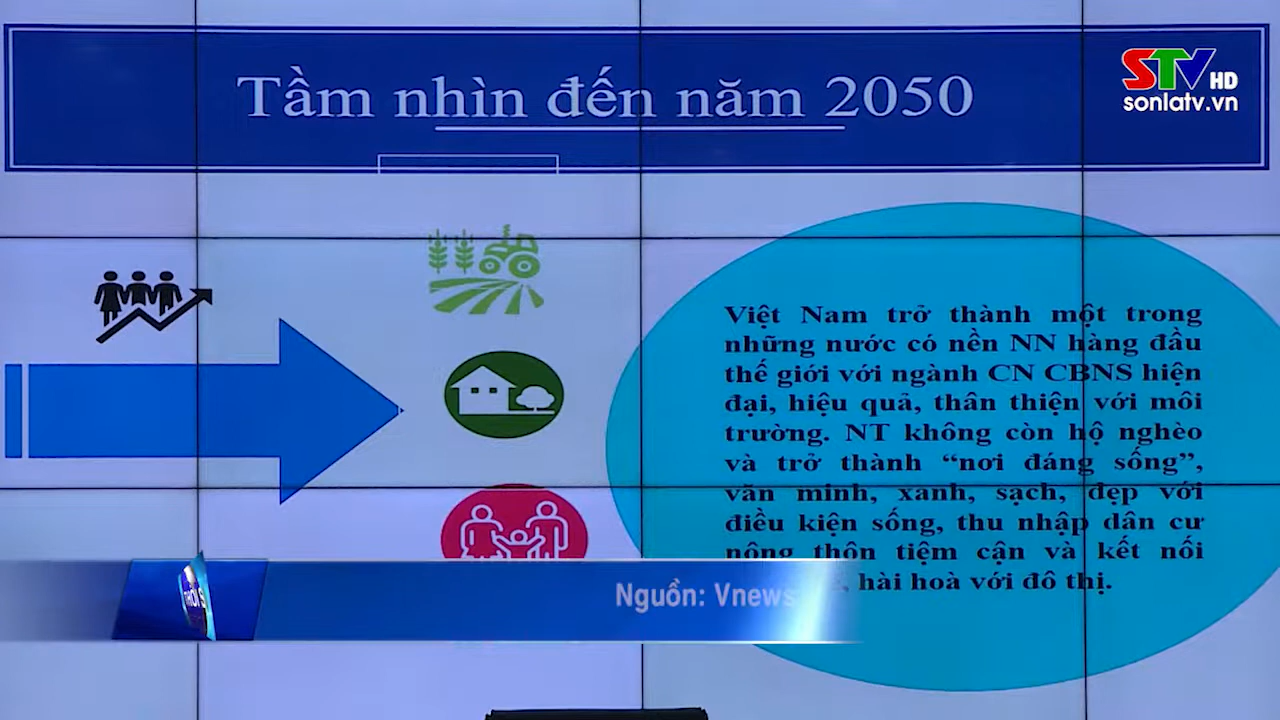 Tầm nhìn đến năm 2050
STV HD
sonlatv.vn
Việt Nam trở thành một trong
những nước có nền NN hàng đầu
thế giới với ngành CN CBNS hiện
đại, hiệu quả, thân thiện với môi
trường. NT không còn hộ nghèo
và trở thành “nơi đáng sống”,
văn minh, xanh, sạch, đẹp với
điều kiện sống, thu nhập dân cư
nông thôn tiệm cận và kết nối
, hài hoà với đô thị.
Nguồn: Vnews